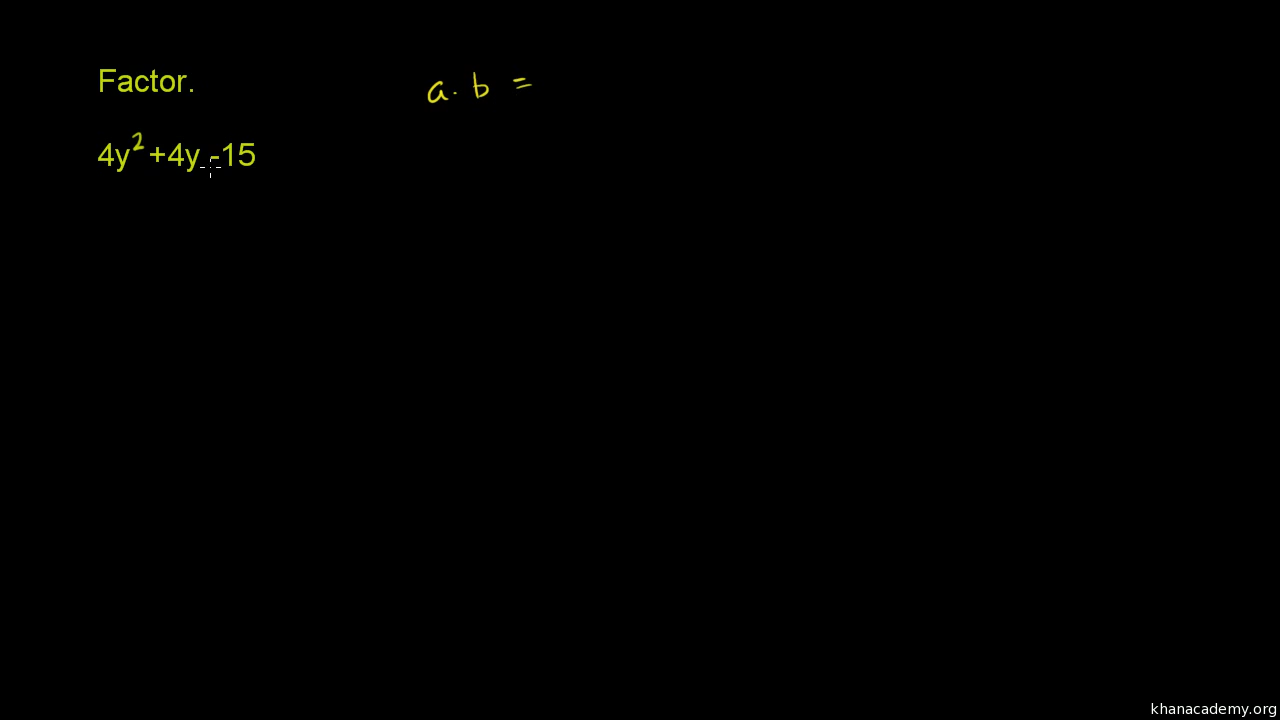 Factor.
a · b =
4y² +4y -15
khanacademy.org